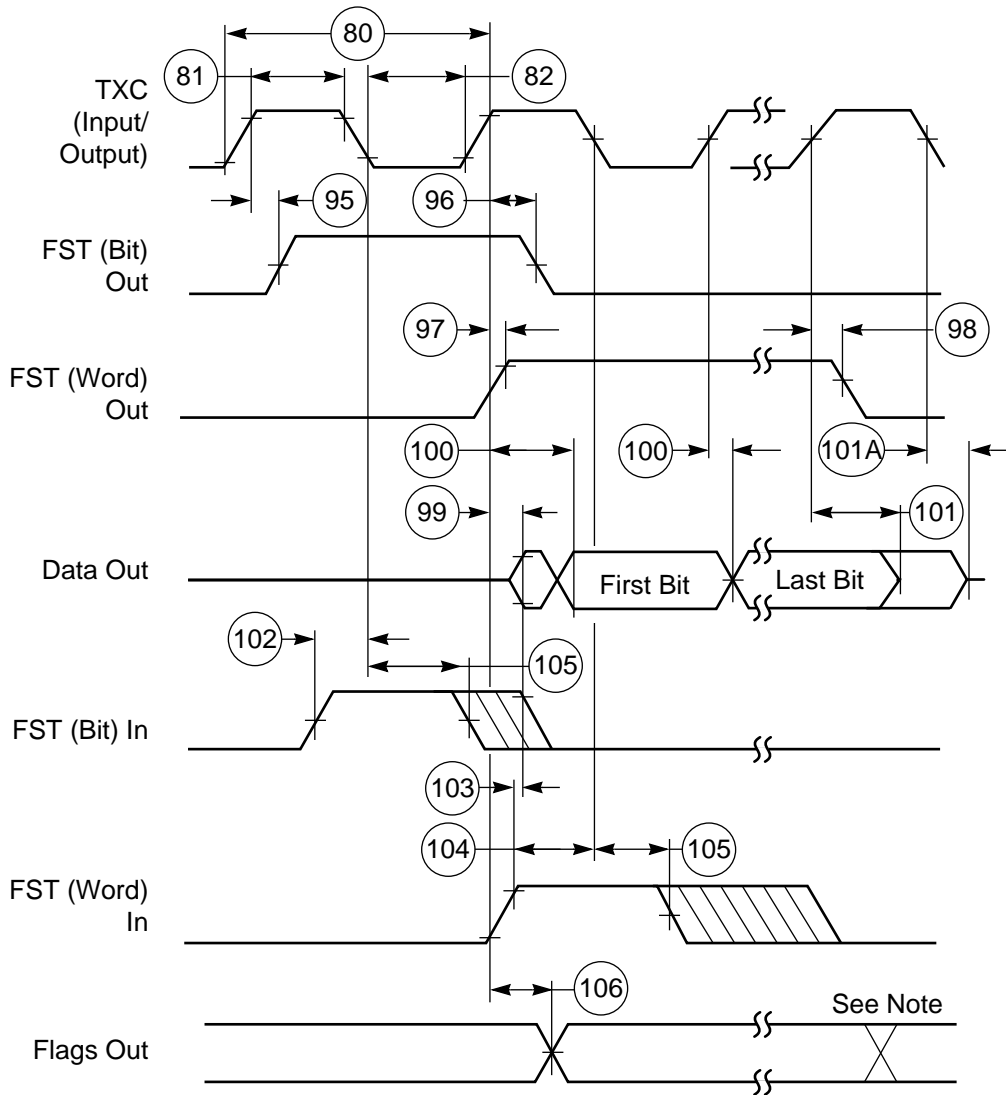 80
81
82
TXC
(Input/
Output)
95
96
FST (Bit)
Out
97
98
FST (Word)
Out
100
100
101A
99
101
Data Out
First Bit
Last Bit
102
105
FST (Bit) In
103
104
105
FST (Word)
In
106
See Note
Flags Out